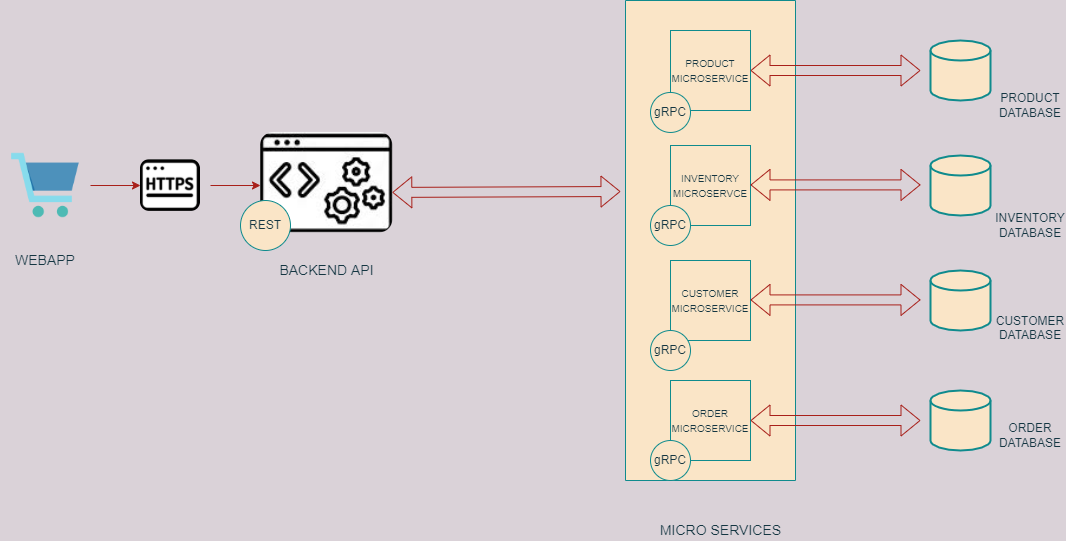 WEBAPP
HTTPS
REST
BACKEND API
PRODUCT
MICROSERVICE
gRPC
INVENTORY
MICROSERVCE
gRPC
CUSTOMER
MICROSERVICE
gRPC
ORDER
MICROSERVICE
gRPC
MICRO SERVICES
PRODUCT
DATABASE
INVENTORY
DATABASE
CUSTOMER
DATABASE
ORDER
DATABASE